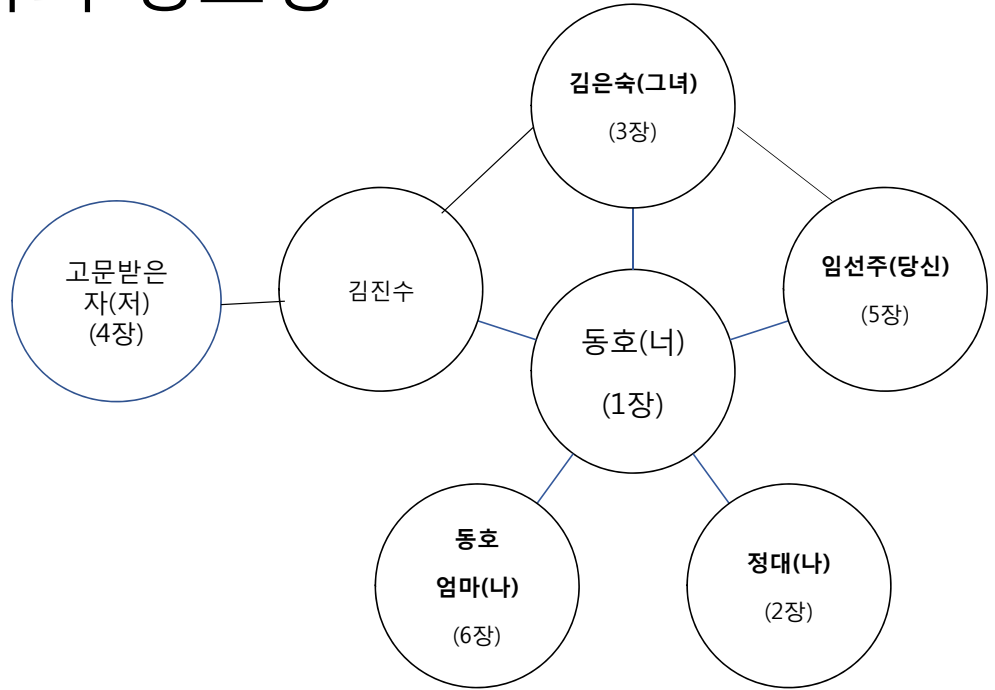 김은숙(그녀)
(3장)
고문받은
자(저)
(4장)
김진수
임선주(당신)
(5장)
동호(너)
(1장)
동호
엄마(나)
(6장)
정대(나)
(2장)